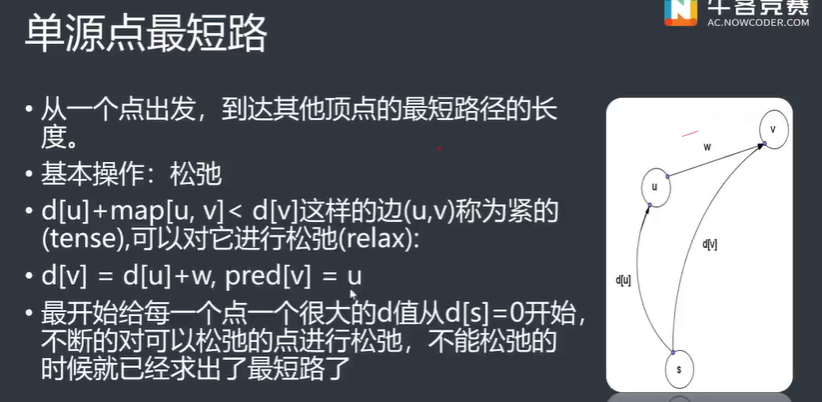 牛客竞赛
AC.NOWCODER.COM
单源点最短路
• 从一个点出发，到达其他顶点的最短路径的长
度。
• 基本操作：松弛
• d[u]+map[u, v]< d[v]这样的边(u,v)称为紧的
(tense),可以对它进行松弛(relax):
• d[v] = d[u]+w, pred[v] = u
• 最开始给每一个点一个很大的d值从d[s]=0开始，
不断的对可以松弛的点进行松弛，不能松弛的
时候就已经求出了最短路了
v
w
u
d[v]
d[u]
s